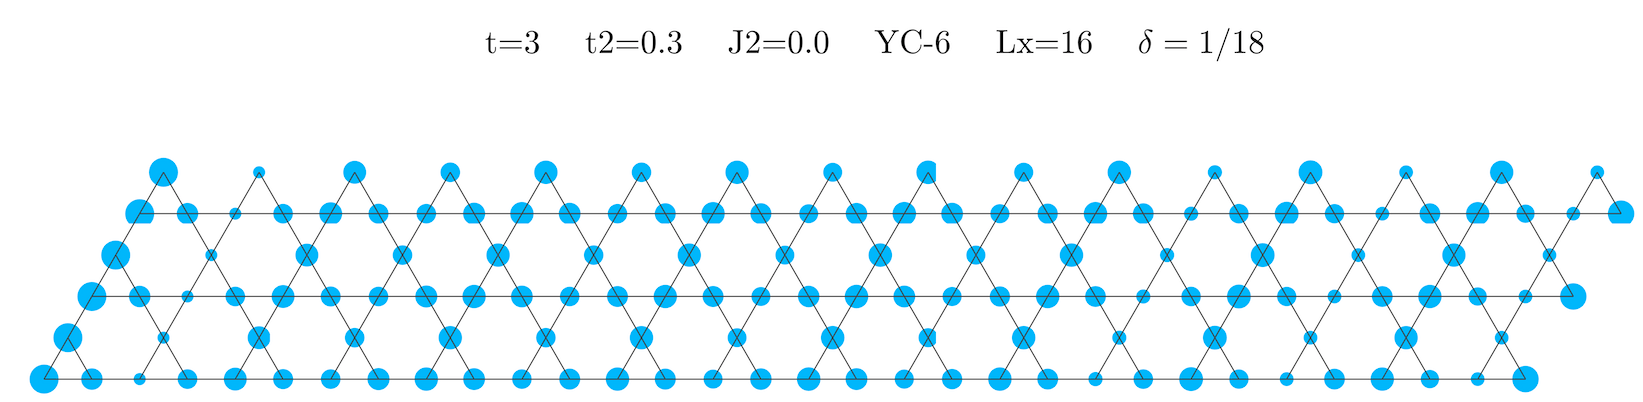 t=3 t2=0.3 J2=0.0 YC-6 Lx=16 δ = 1/18